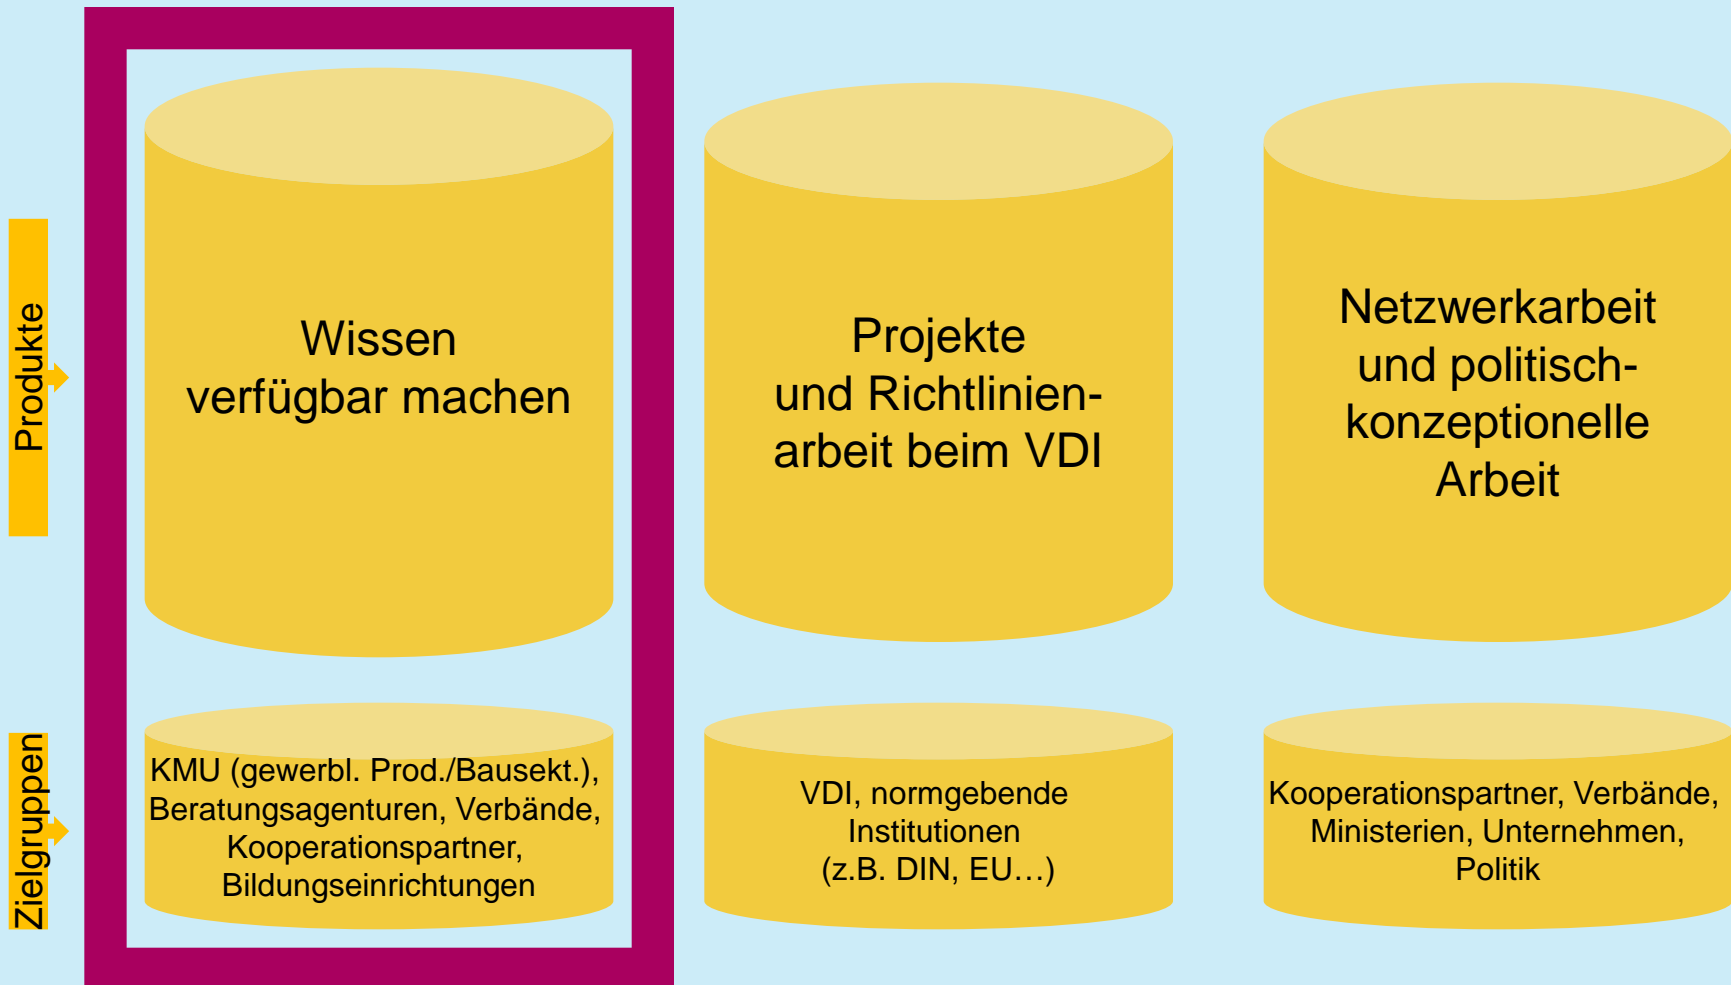 Produkte
Wissen
verfügbar machen
Projekte
und Richtlinien-
arbeit beim VDI
Netzwerkarbeit
und politisch-
konzeptionelle
Arbeit
Zielgruppen
KMU (gewerbl. Prod./Bausekt.),
Beratungsagenturen, Verbände,
Kooperationspartner,
Bildungseinrichtungen
VDI, normgebende
Institutionen
(z.B. DIN, EU…)
Kooperationspartner, Verbände,
Ministerien, Unternehmen,
Politik